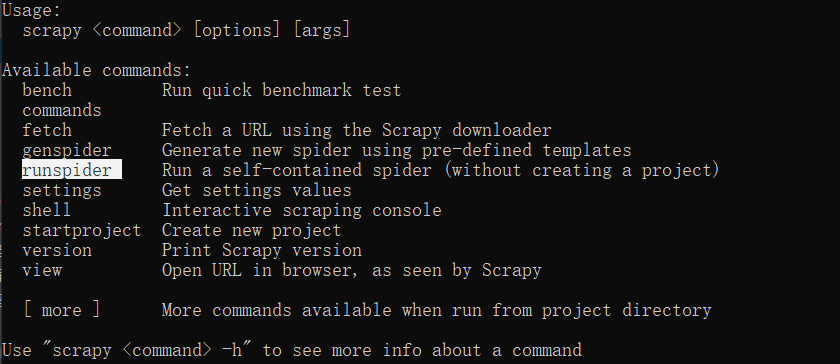 Usage:
  scrapy <command> [options] [args]

Available commands:
  bench         Run quick benchmark test
  commands
  fetch         Fetch a URL using the Scrapy downloader
  genspider     Generate new spider using pre-defined templates
  runspider     Run a self-contained spider (without creating a project)
  settings      Get settings values
  shell         Interactive scraping console
  startproject  Create new project
  version       Print Scrapy version
  view          Open URL in browser, as seen by Scrapy

  [ more ]      More commands available when run from project directory

Use "scrapy <command> -h" to see more info about a command